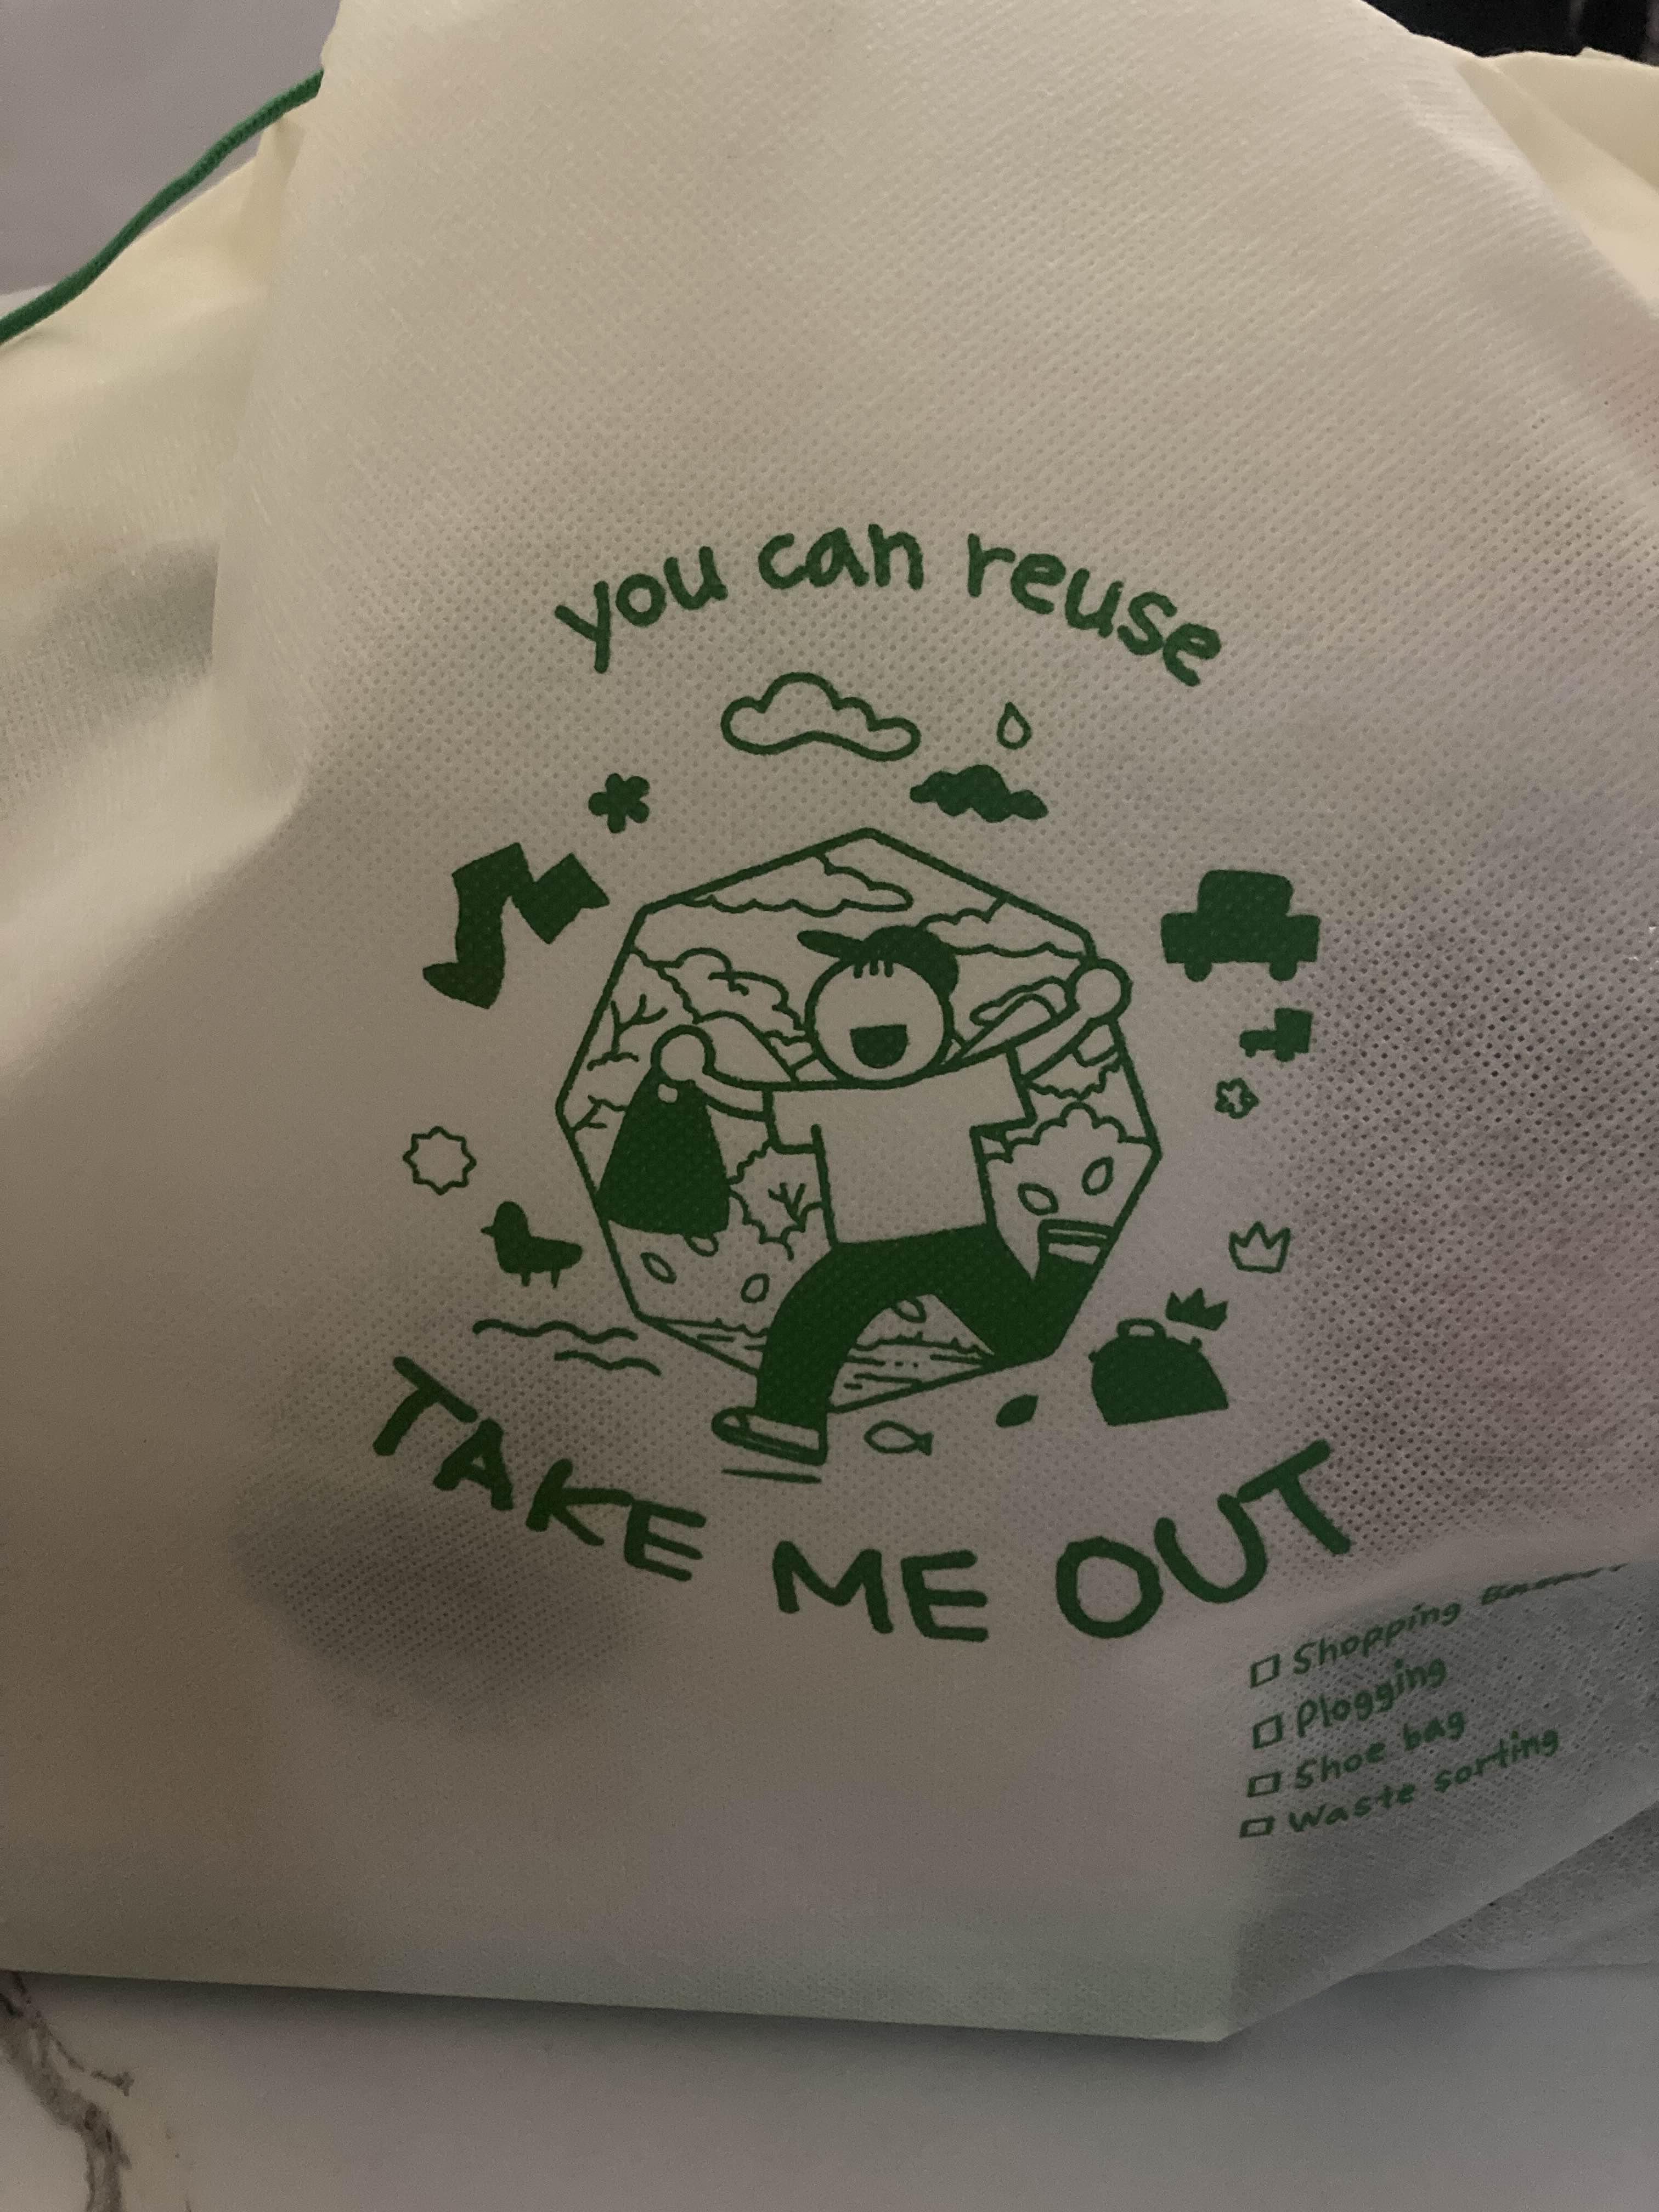 you can reuse
TAKE ME OUT
Shopping
Plogging
Shoe bag
Waste sorting